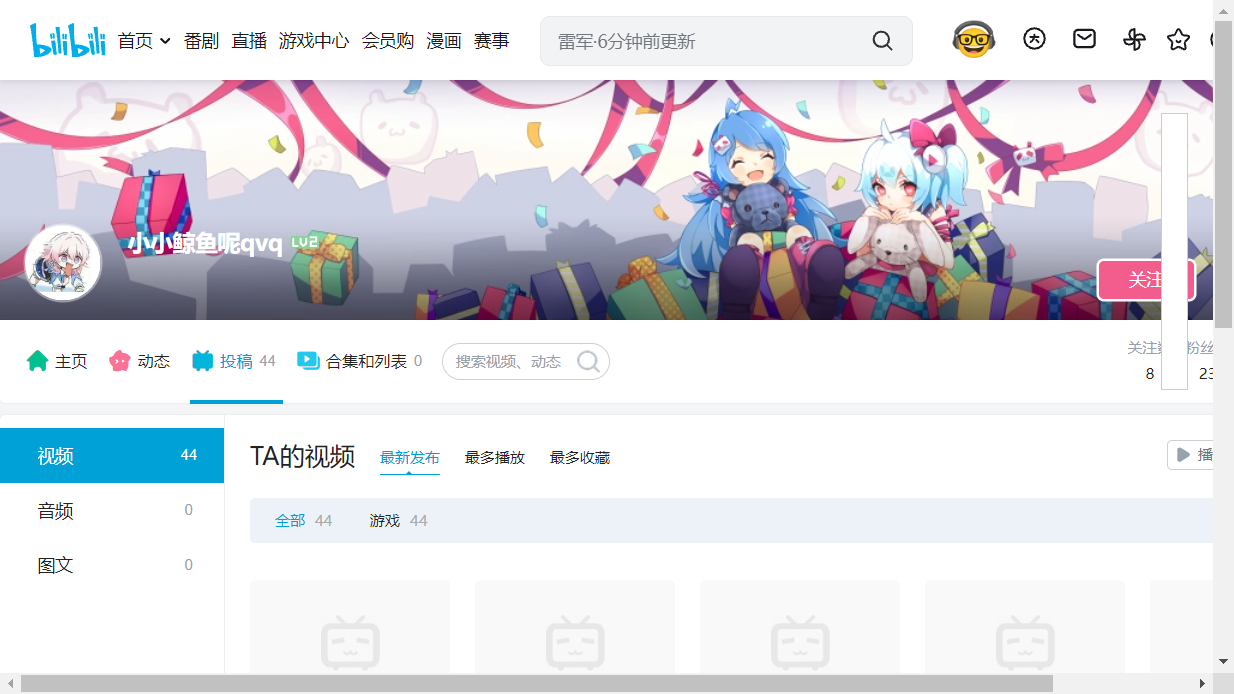 bilibili 首页 番剧 直播 游戏中心 会员购 漫画 赛事 雷军·6分钟前更新
小小鲸鱼呢qvq LV2
关注
主页 动态 投稿 44 合集和列表 0 搜索视频、动态 关注数 粉丝
8 23
视频 44
音频 0
图文 0
TA的视频 最新发布 最多播放 最多收藏 播
全部 44 游戏 44